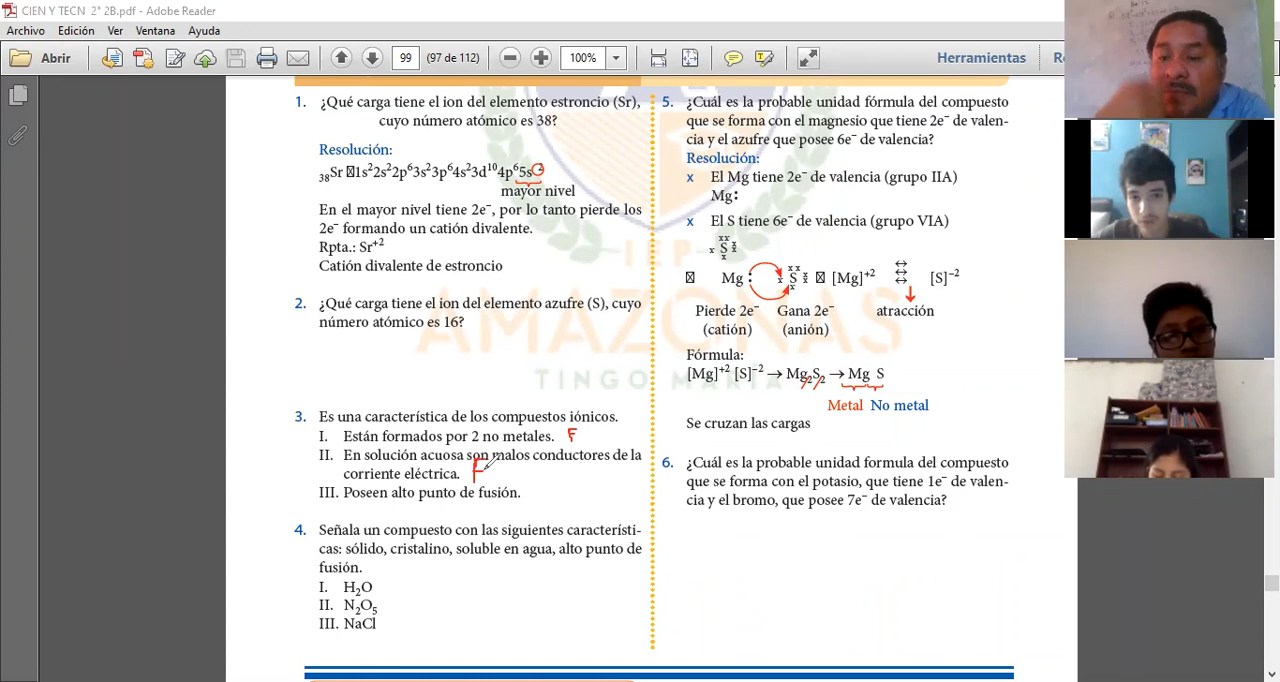 CIEN Y TECN 2° 2B.pdf - Adobe Reader
Archivo Edición Ver Ventana Ayuda
Abrir
99
(97 de 112)
100%
Herramientas
1. ¿Qué carga tiene el ion del elemento estroncio (Sr),
cuyo número atómico es 38?
Resolución:
₃₈Sr 1s²2s²2p⁶3s²3p⁶4s²3d¹⁰4p⁶5s²
mayor nivel
En el mayor nivel tiene 2e⁻, por lo tanto pierde los
2e⁻ formando un catión divalente.
Rpta.: Sr⁺²
Catión divalente de estroncio
2. ¿Qué carga tiene el ion del elemento azufre (S), cuyo
número atómico es 16?
3. Es una característica de los compuestos iónicos.
I. Están formados por 2 no metales. F
II. En solución acuosa son malos conductores de la
corriente eléctrica. F
III. Poseen alto punto de fusión.
4. Señala un compuesto con las siguientes característi-
cas: sólido, cristalino, soluble en agua, alto punto de
fusión.
I. H₂O
II. N₂O₅
III. NaCl
5. ¿Cuál es la probable unidad fórmula del compuesto
que se forma con el magnesio que tiene 2e⁻ de valen-
cia y el azufre que posee 6e⁻ de valencia?
Resolución:
x El Mg tiene 2e⁻ de valencia (grupo IIA)
Mg:
x El S tiene 6e⁻ de valencia (grupo VIA)
S
Mg : S [Mg]⁺² ↔ [S]⁻²
Pierde 2e⁻ Gana 2e⁻ atracción
(catión) (anión)
Fórmula:
[Mg]⁺² [S]⁻² → Mg₂S₂ → Mg S
Metal No metal
Se cruzan las cargas
6. ¿Cuál es la probable unidad formula del compuesto
que se forma con el potasio, que tiene 1e⁻ de valen-
cia y el bromo, que posee 7e⁻ de valencia?
IEP
AMAZONAS
TINGO MARÍA